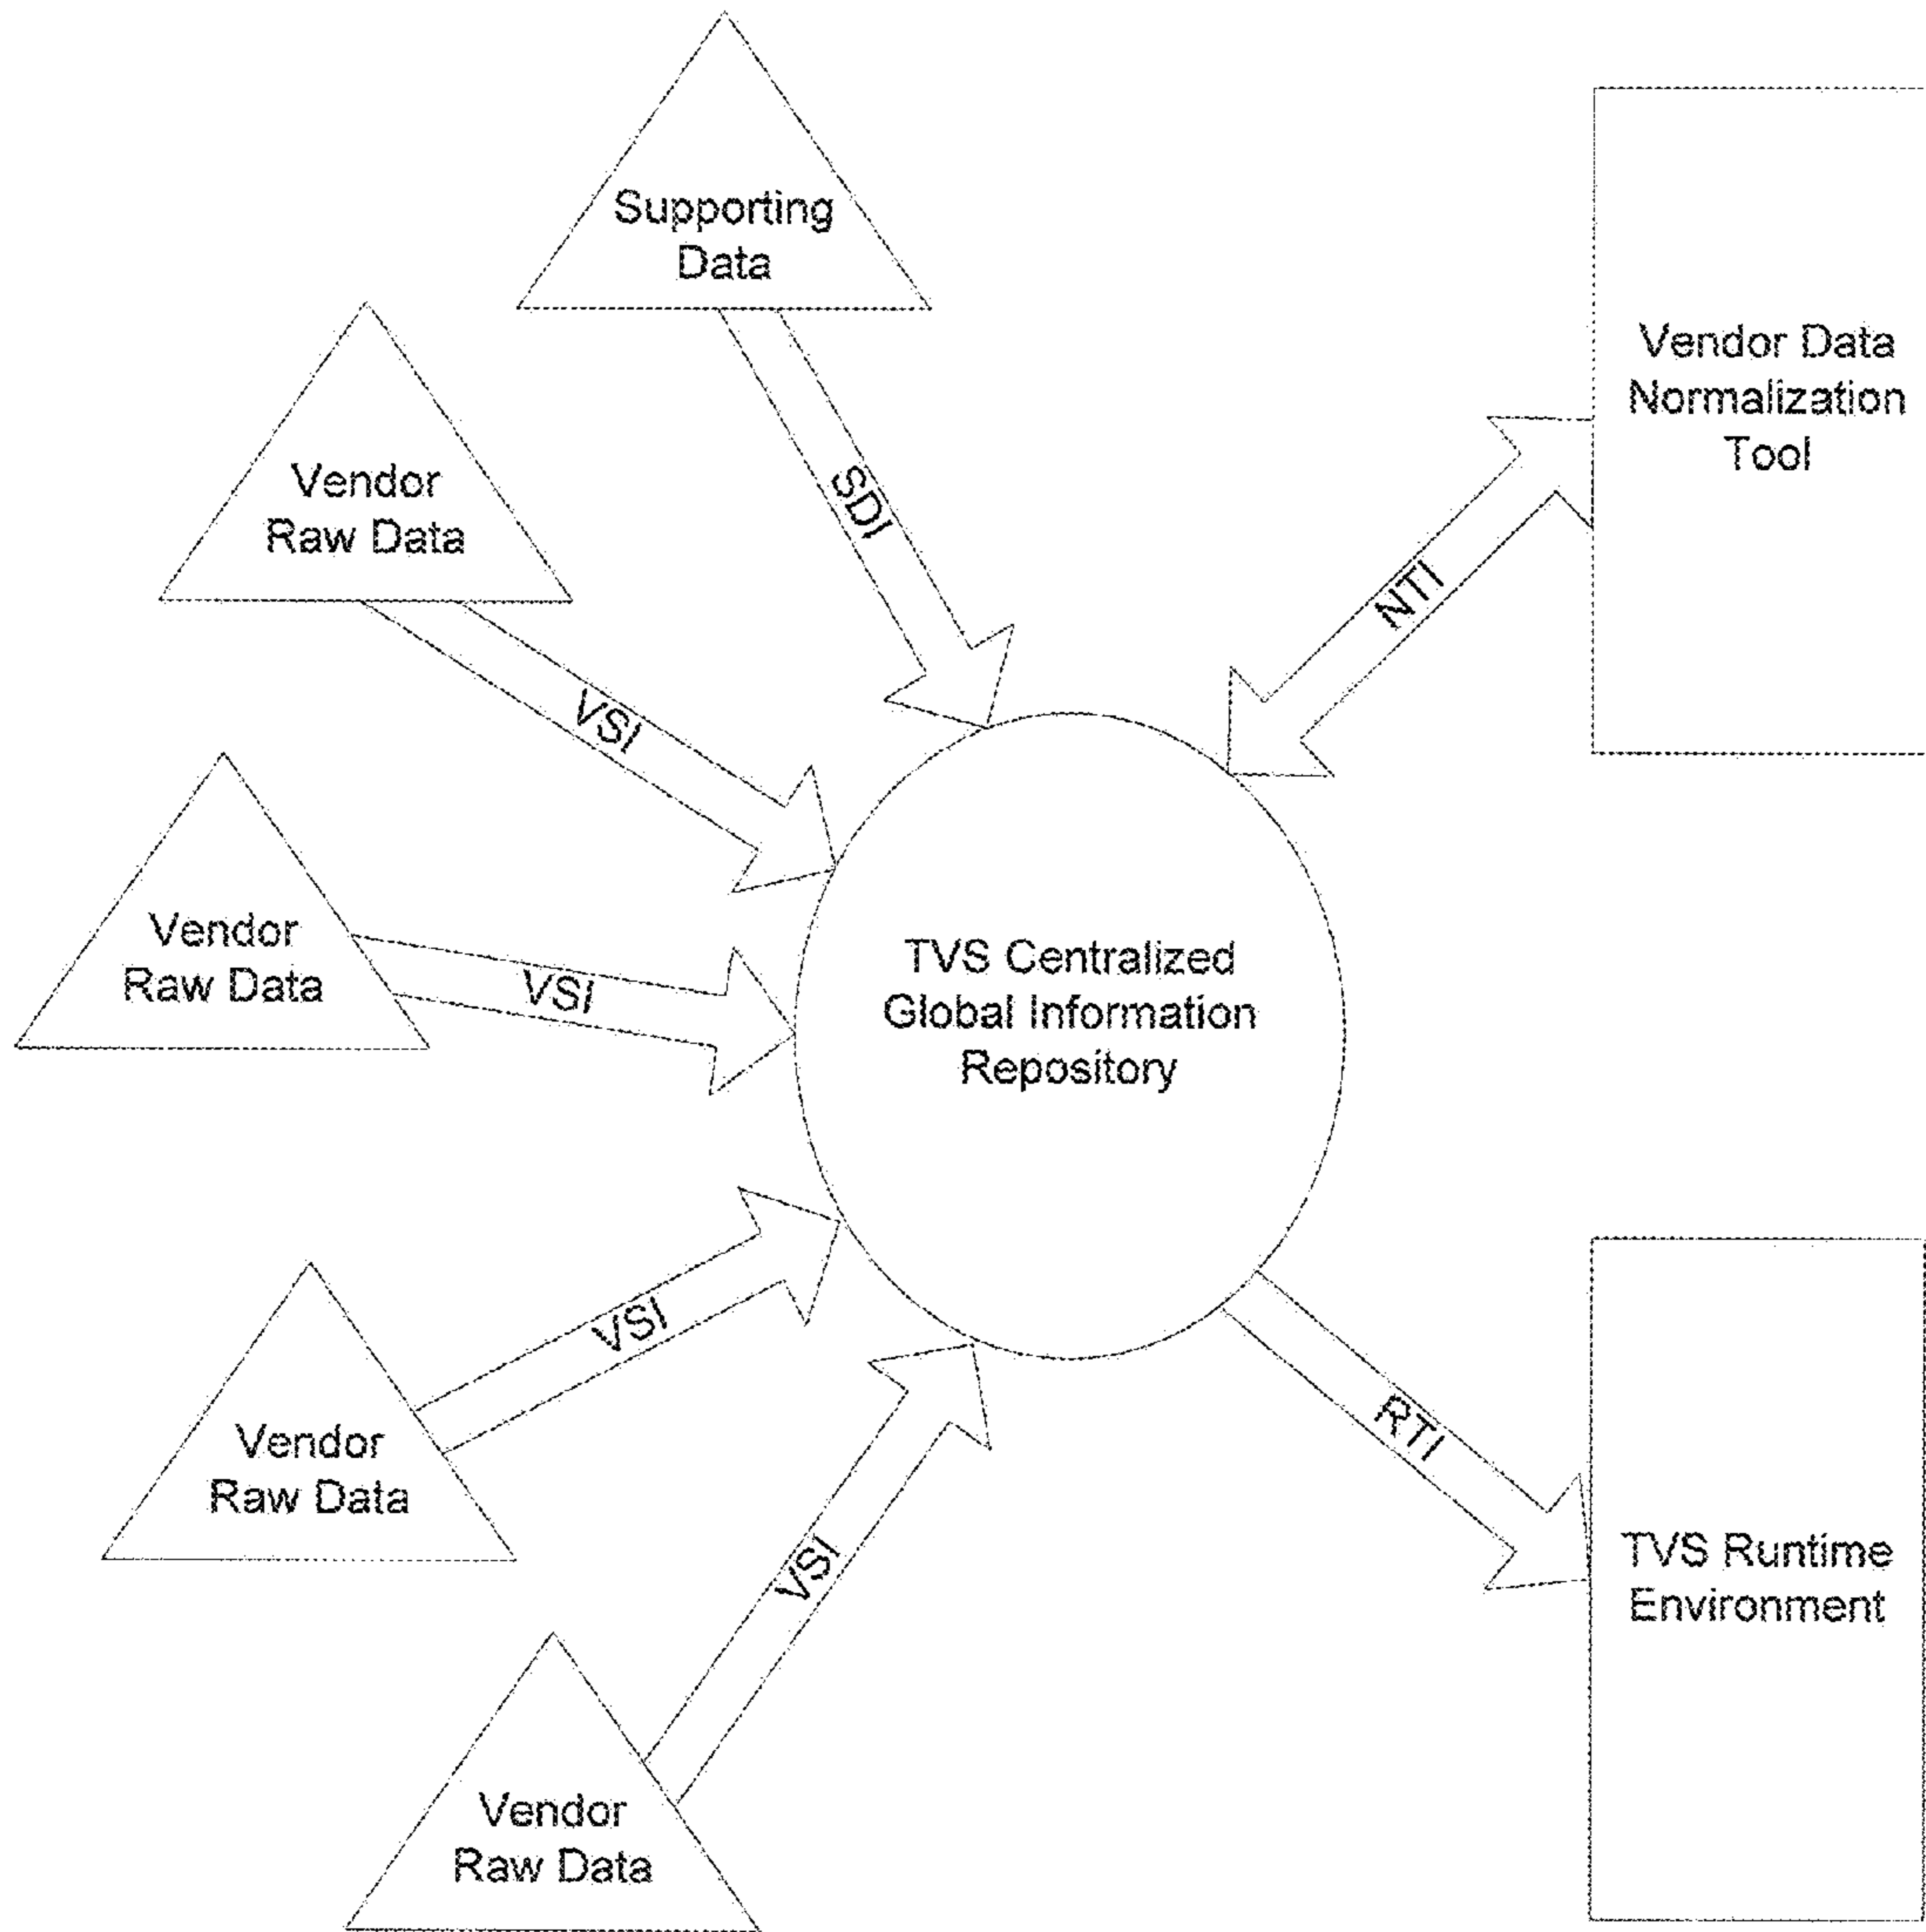 Supporting
Data
Vendor Data
Normalization
Tool
Vendor
Raw Data
SDI
NTI
VSI
Vendor
Raw Data
VSI
TVS Centralized
Global Information
Repository
VSI
Vendor
Raw Data
RTI
VSI
TVS Runtime
Environment
Vendor
Raw Data